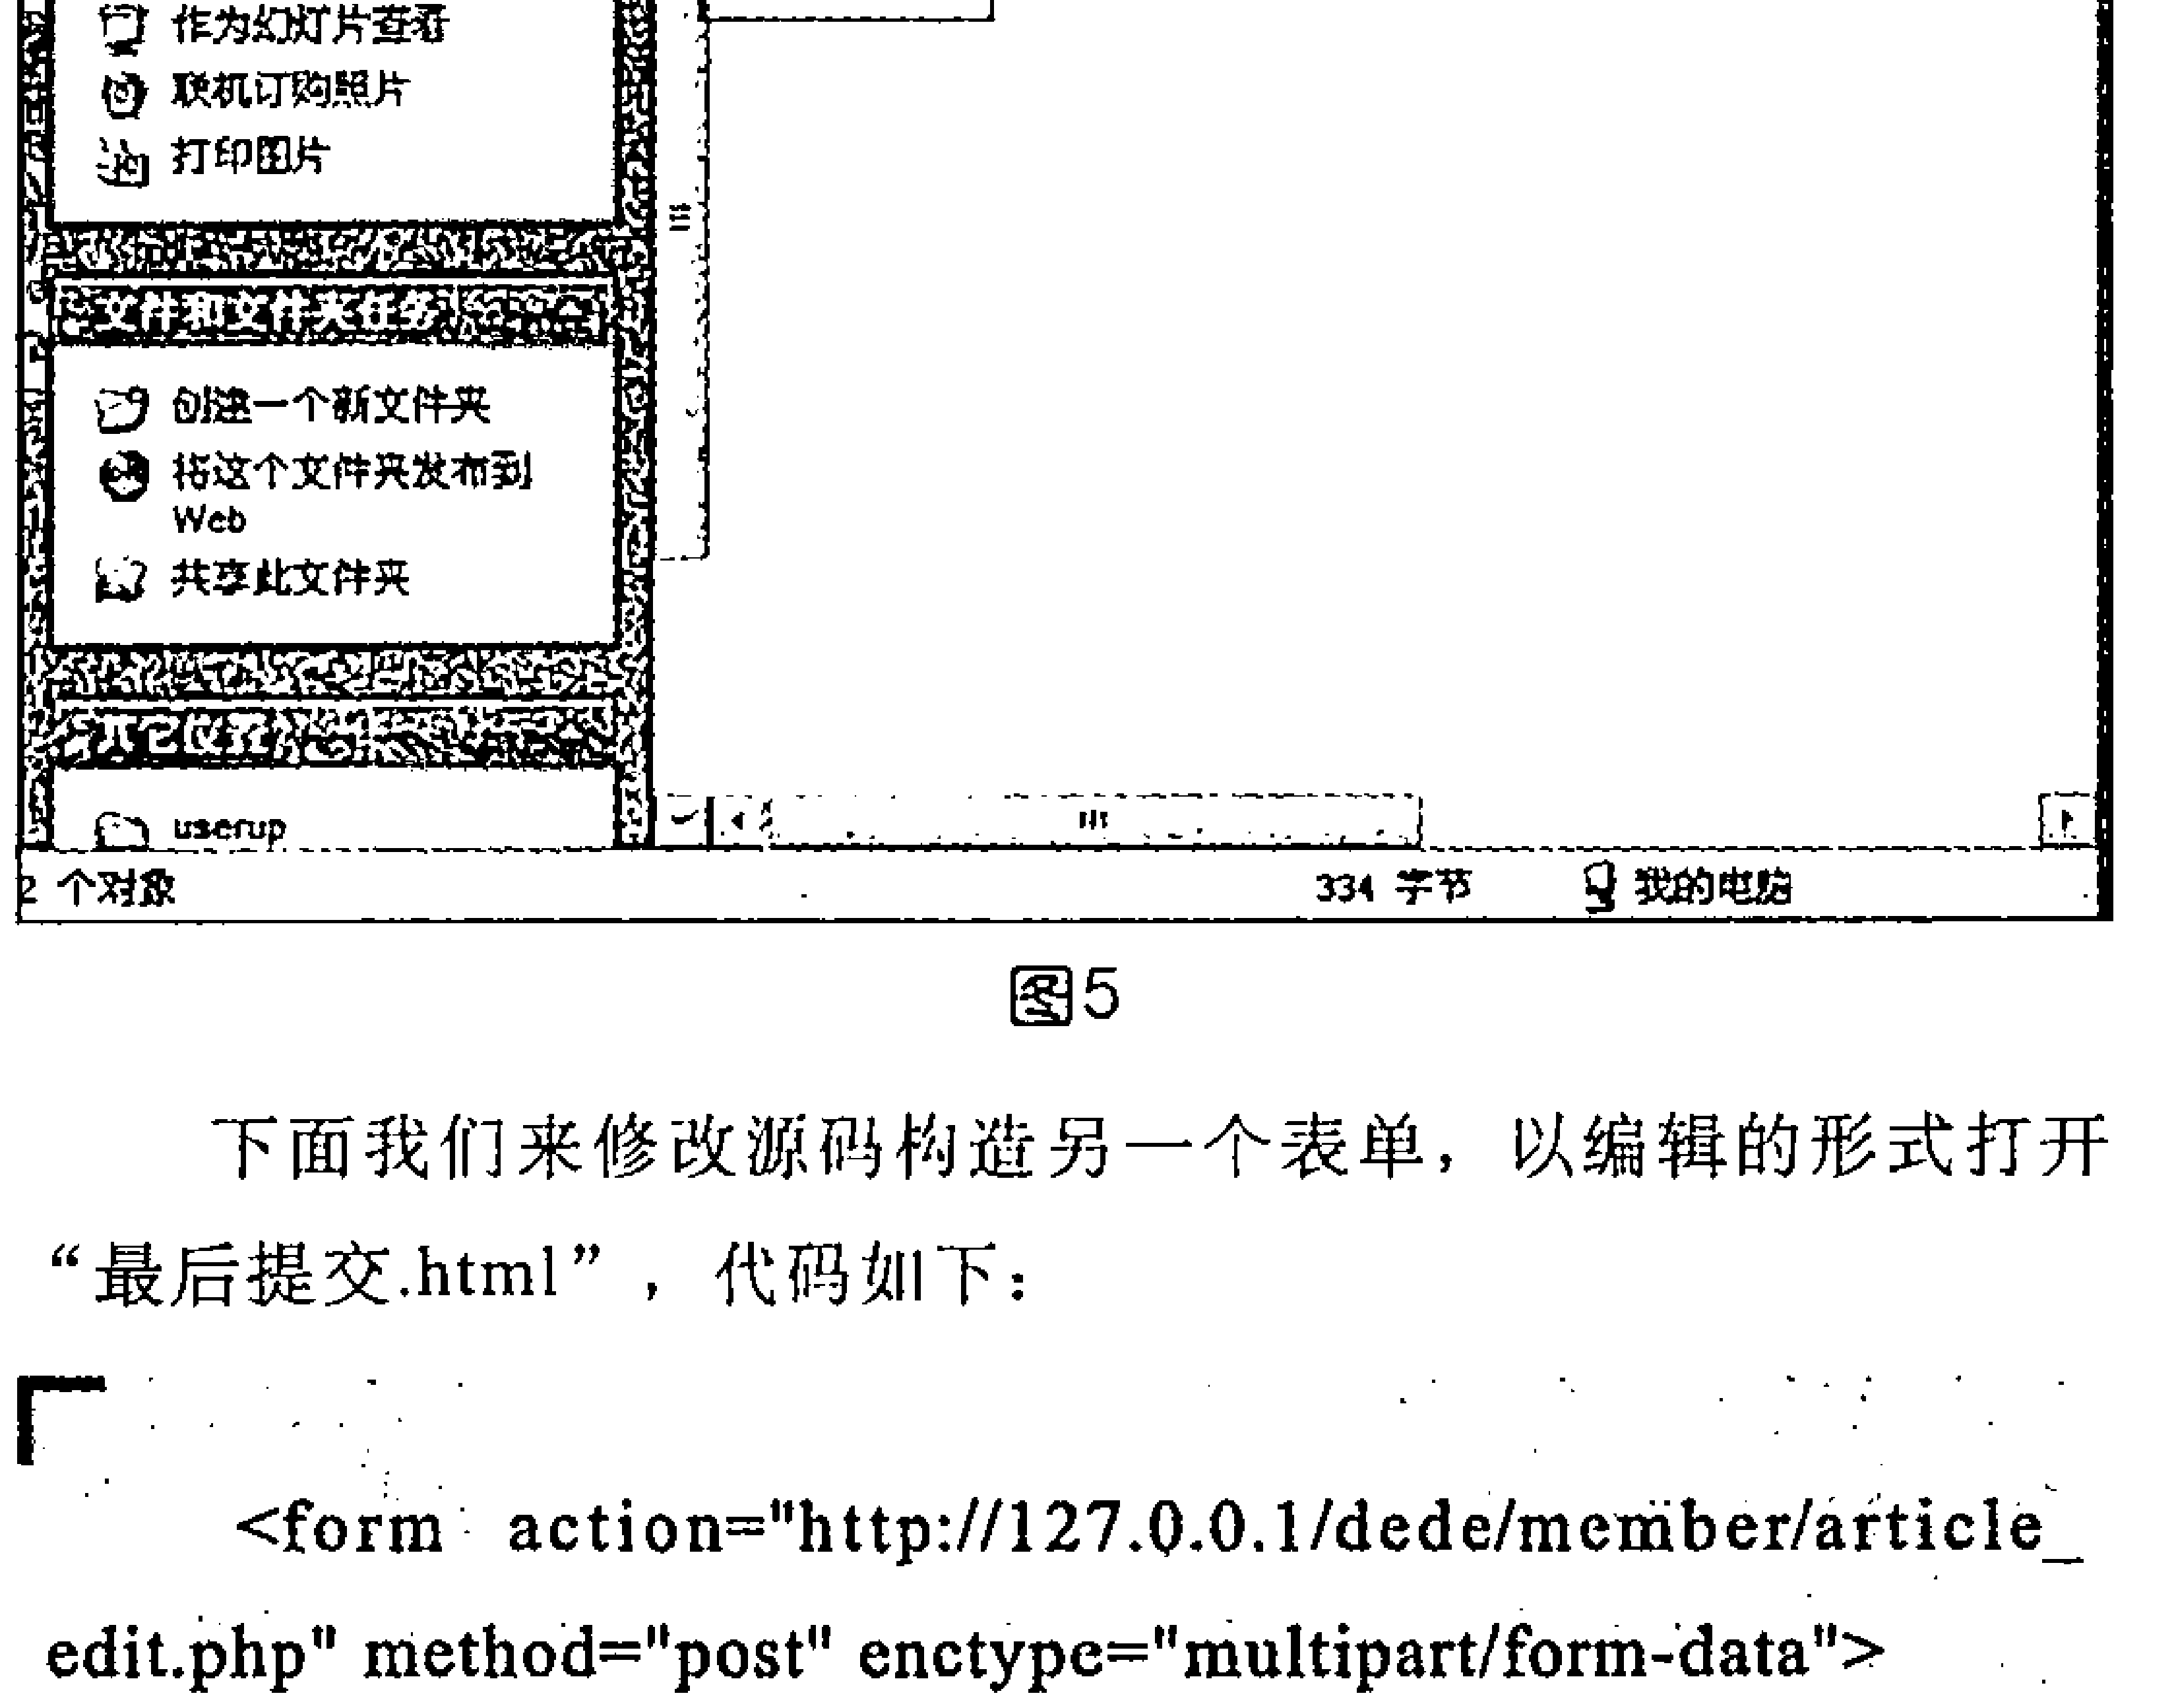 作为幻灯片查看
联机订购照片
打印图片
文件和文件夹任务
创建一个新文件夹
将这个文件夹发布到
Web
共享此文件夹
其它位置
userup
2 个对象 334 字节 我的电脑
图5
下面我们来修改源码构造另一个表单，以编辑的形式打开
“最后提交.html”，代码如下：
<form action="http://127.0.0.1/dede/member/article_
edit.php" method="post" enctype="multipart/form-data">